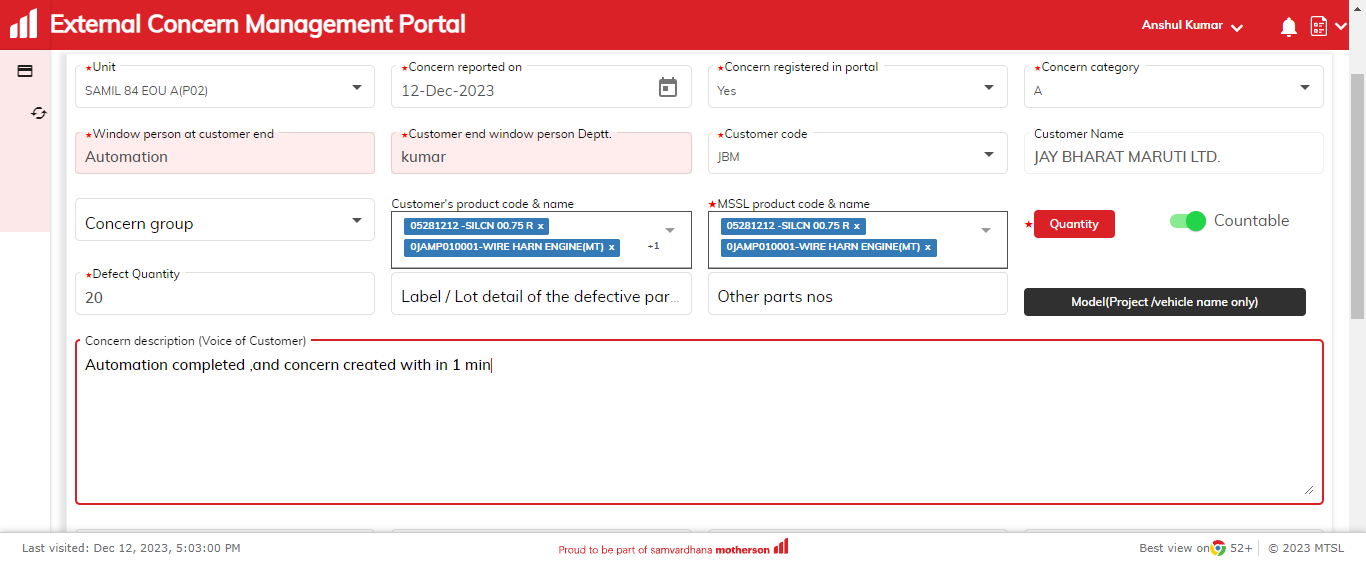 External Concern Management Portal
Anshul Kumar
*Unit
SAMIL 84 EOU A(P02)
*Concern reported on
12-Dec-2023
*Concern registered in portal
Yes
*Concern category
A
*Window person at customer end
Automation
*Customer end window person Deptt.
kumar
*Customer code
JBM
Customer Name
JAY BHARAT MARUTI LTD.
Concern group
Customer's product code & name
05281212 -SILCN 00.75 R x
0JAMP010001-WIRE HARN ENGINE(MT) x
+1
*MSSL product code & name
05281212 -SILCN 00.75 R x
0JAMP010001-WIRE HARN ENGINE(MT) x
* Quantity
Countable
*Defect Quantity
20
Label / Lot detail of the defective par...
Other parts nos
Model(Project /vehicle name only)
Concern description (Voice of Customer)
Automation completed ,and concern created with in 1 min
Last visited: Dec 12, 2023, 5:03:00 PM
Proud to be part of samvardhana motherson
Best view on 52+ | © 2023 MTSL